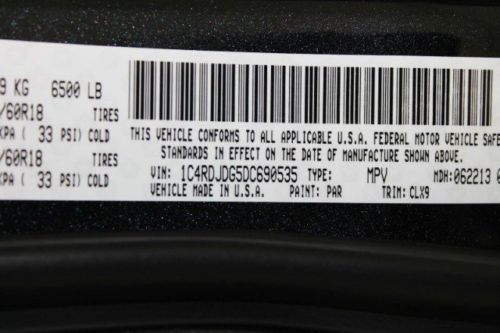 9 KG 6500 LB
/60R18 TIRES
KPA ( 33 PSI) COLD
/60R18 TIRES
KPA ( 33 PSI) COLD
THIS VEHICLE CONFORMS TO ALL APPLICABLE U.S.A. FEDERAL MOTOR VEHICLE SAFE
STANDARDS IN EFFECT ON THE DATE OF MANUFACTURE SHOWN ABOVE.
VIN: 1C4RDJDG5DC690535 TYPE: MPV MDH: 062213 0
VEHICLE MADE IN U.S.A. PAINT: PAR TRIM: CLX9